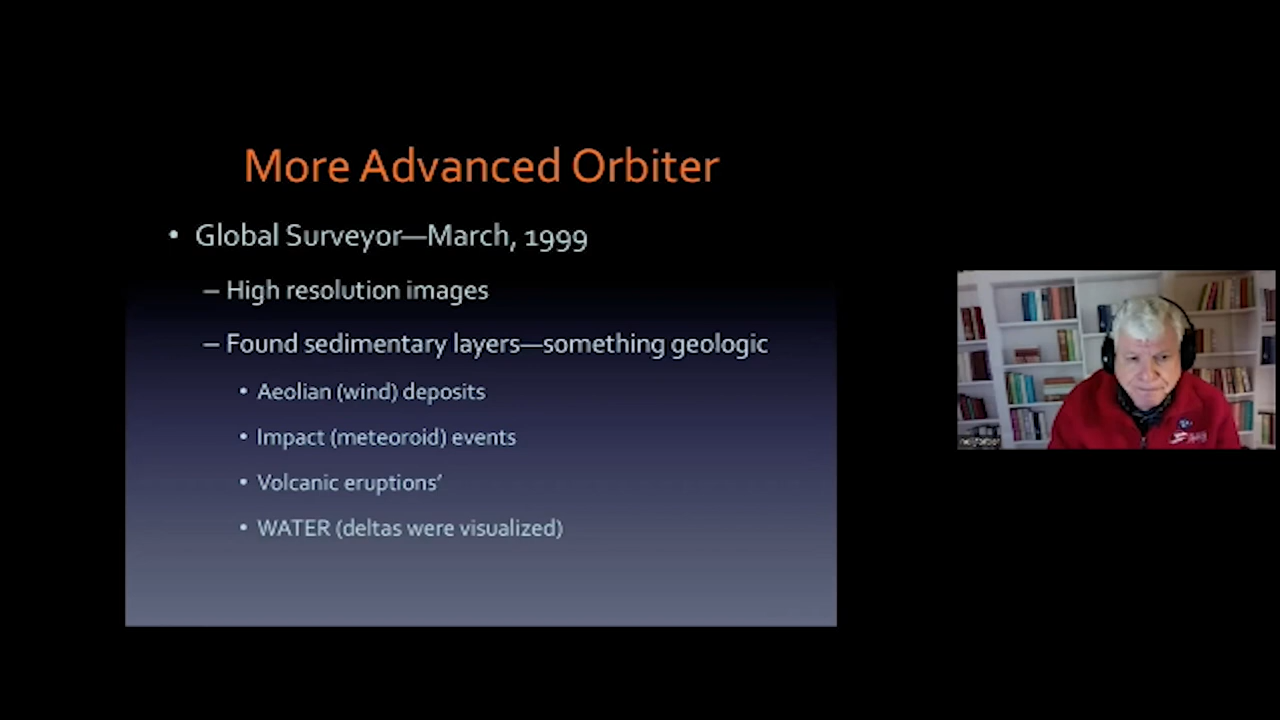 More Advanced Orbiter
• Global Surveyor—March, 1999
– High resolution images
– Found sedimentary layers—something geologic
• Aeolian (wind) deposits
• Impact (meteoroid) events
• Volcanic eruptions’
• WATER (deltas were visualized)